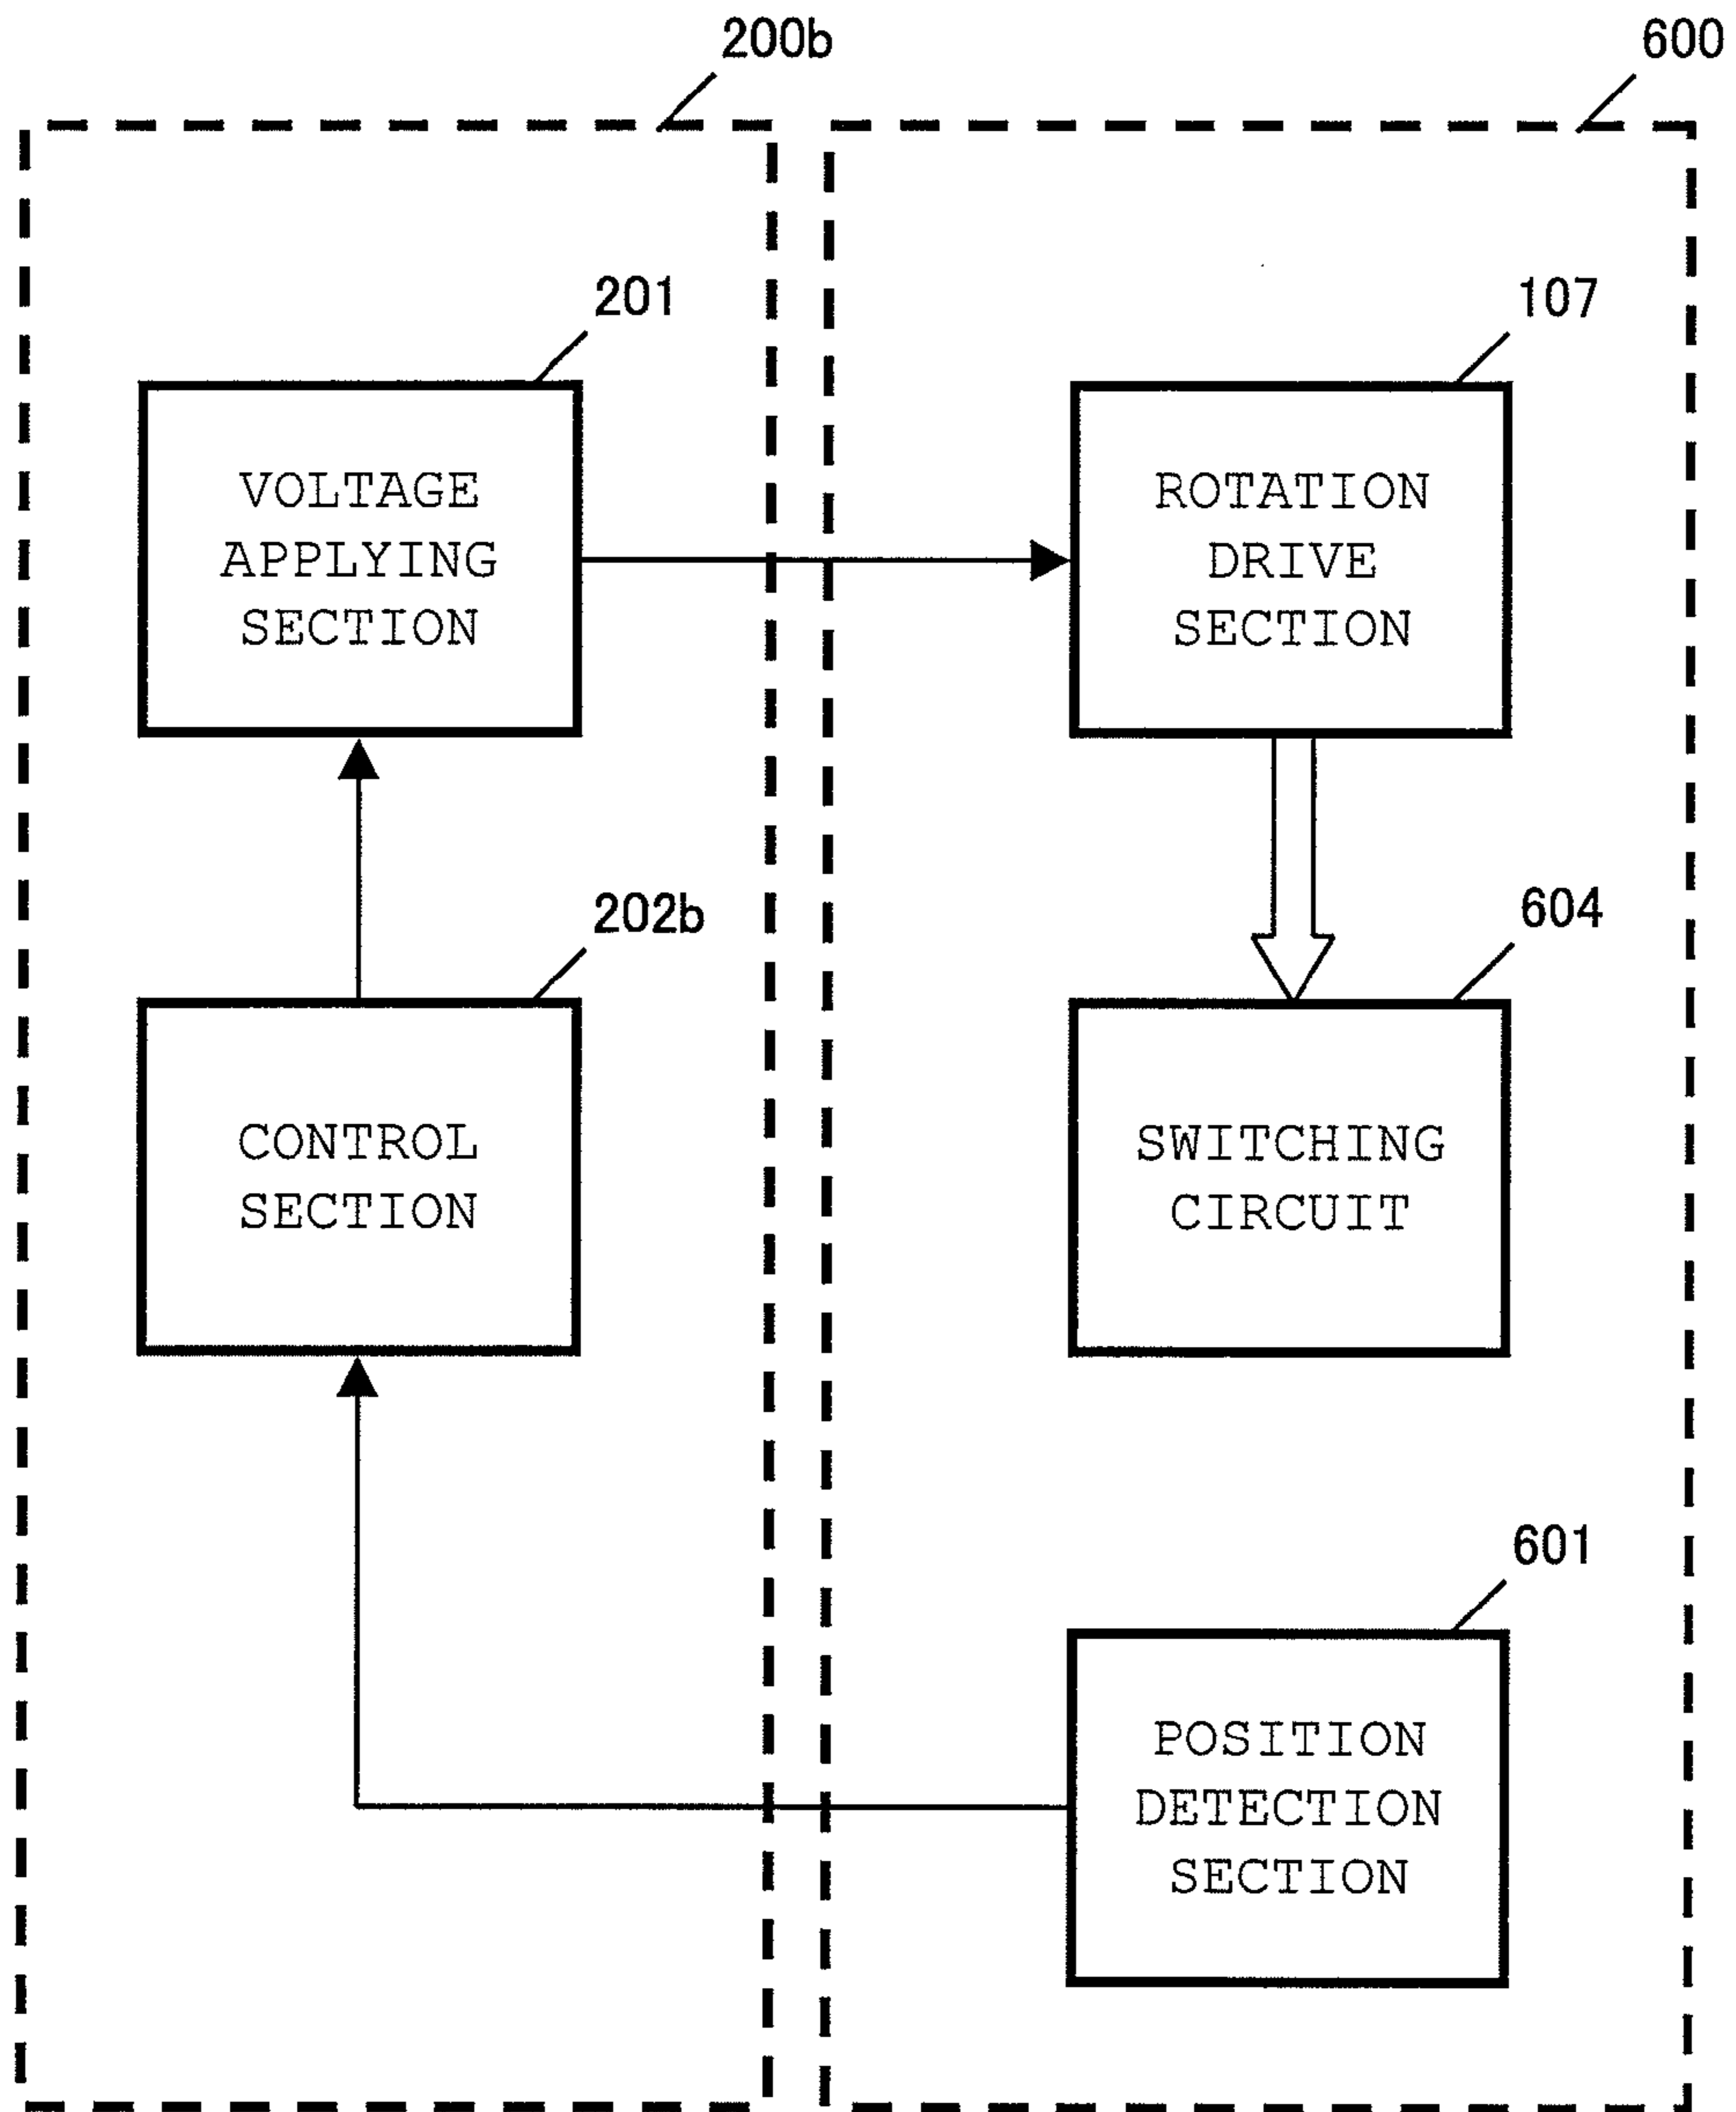 200b
600
201
107
VOLTAGE
APPLYING
SECTION
ROTATION
DRIVE
SECTION
202b
604
CONTROL
SECTION
SWITCHING
CIRCUIT
601
POSITION
DETECTION
SECTION